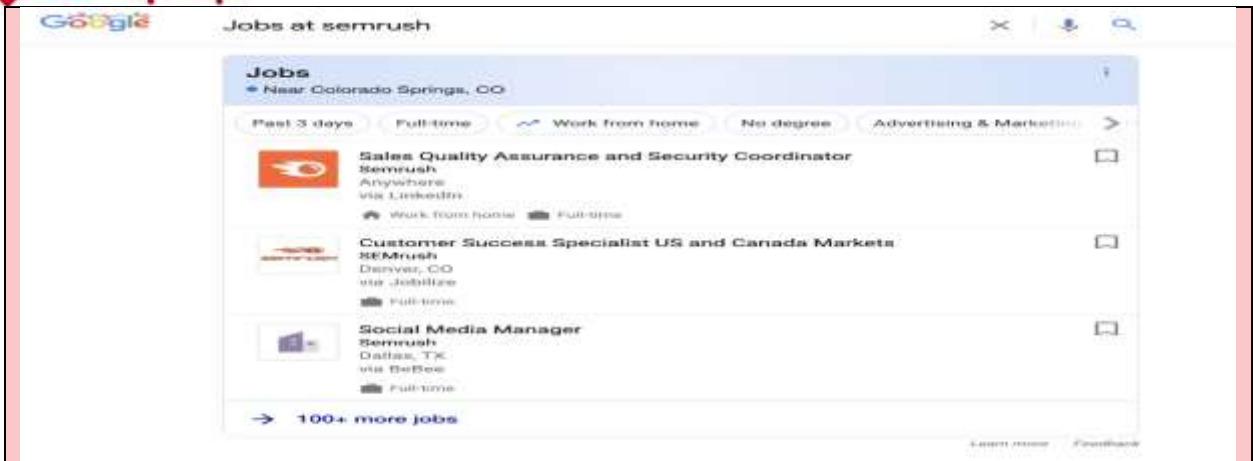 Google
Jobs at semrush
Jobs
Near Colorado Springs, CO
Past 3 days Full-time Work from home No degree Advertising & Marketing
Sales Quality Assurance and Security Coordinator
Semrush
Anywhere
via LinkedIn
Work from home Full-time
semrush
Customer Success Specialist US and Canada Markets
SEMrush
Denver, CO
via Jobilize
Full-time
Social Media Manager
Semrush
Dallas, TX
via BeBee
Full-time
100+ more jobs
Learn more Feedback